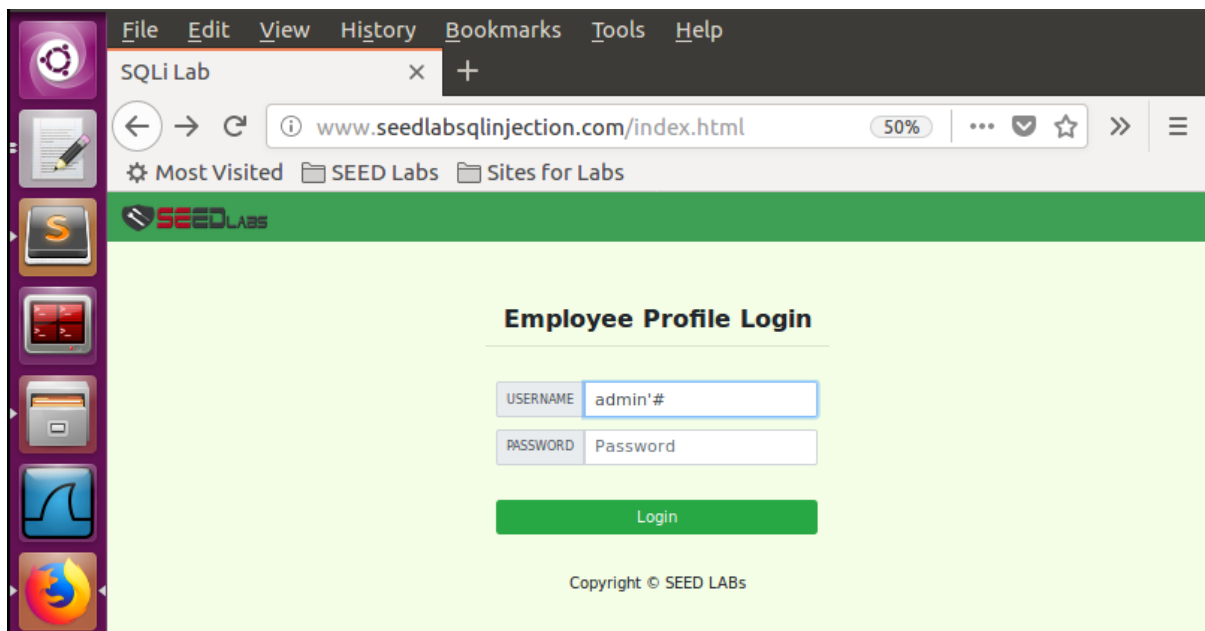 File Edit View History Bookmarks Tools Help
SQLi Lab × +
www.seedlabsqlinjection.com/index.html 50%
Most Visited SEED Labs Sites for Labs
SEEDLABS
Employee Profile Login
USERNAME admin'#
PASSWORD Password
Login
Copyright © SEED LABs